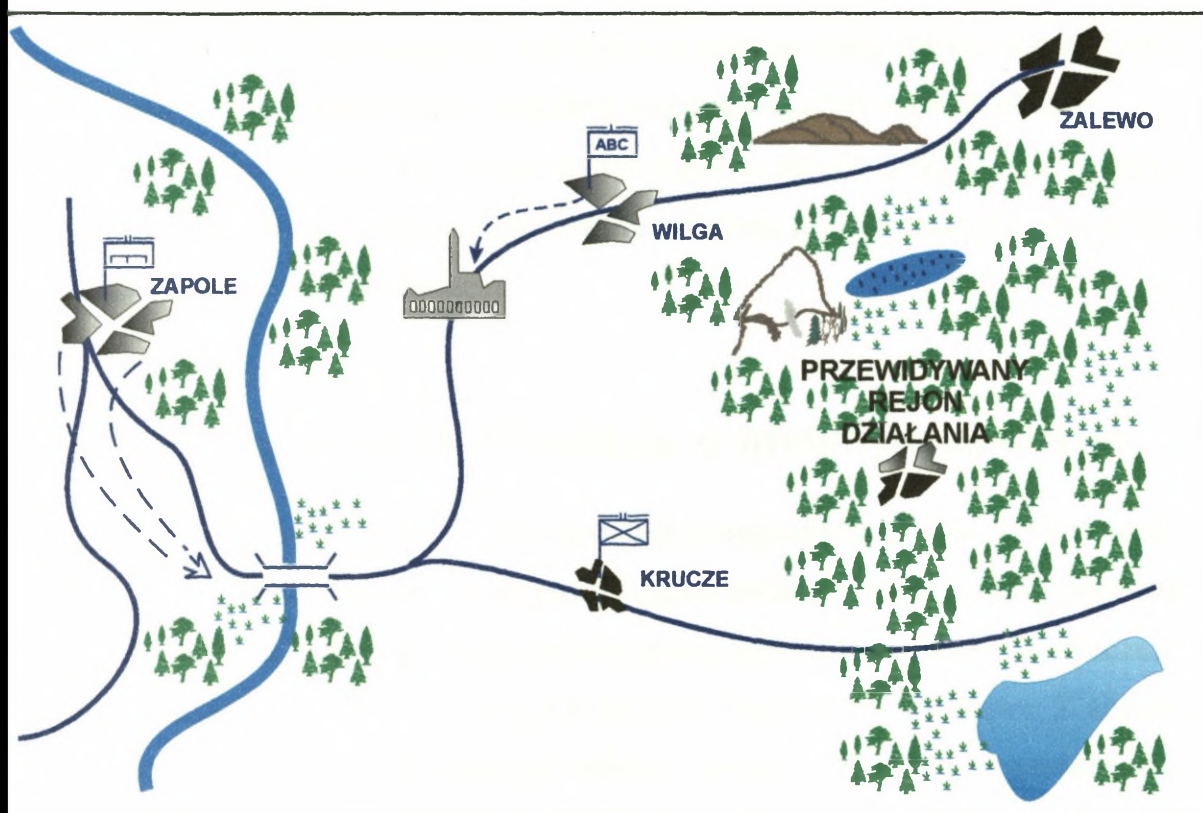 ZALEWO
ABC
WILGA
ZAPOLE
PRZEWIDYWANY
REJON
DZIAŁANIA
KRUCZE